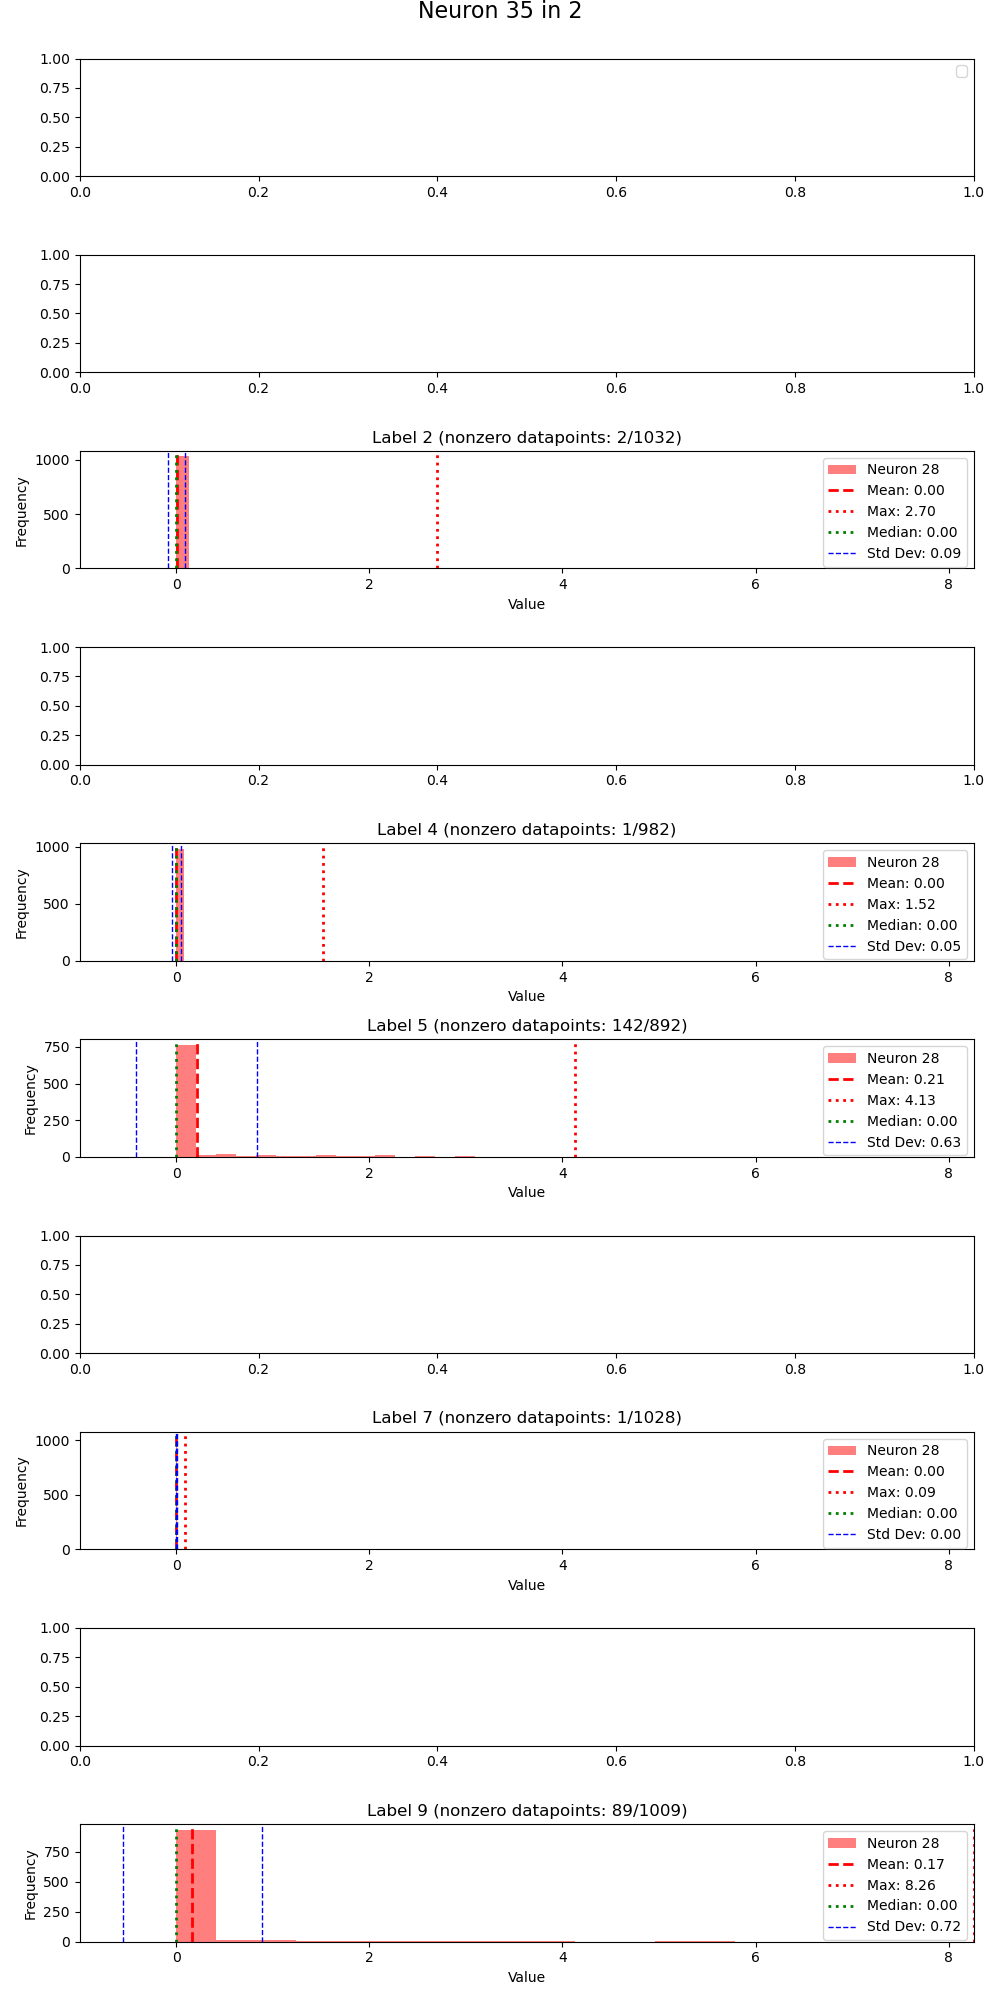 Neuron 35 in 2
1.00
0.75
0.50
0.25
0.00
0.0 0.2 0.4 0.6 0.8 1.0
1.00
0.75
0.50
0.25
0.00
0.0 0.2 0.4 0.6 0.8 1.0
Label 2 (nonzero datapoints: 2/1032)
1000
500
0
Frequency
Neuron 28
Mean: 0.00
Max: 2.70
Median: 0.00
Std Dev: 0.09
0 2 4 6 8
Value
1.00
0.75
0.50
0.25
0.00
0.0 0.2 0.4 0.6 0.8 1.0
Label 4 (nonzero datapoints: 1/982)
1000
500
0
Frequency
Neuron 28
Mean: 0.00
Max: 1.52
Median: 0.00
Std Dev: 0.05
0 2 4 6 8
Value
Label 5 (nonzero datapoints: 142/892)
750
500
250
0
Frequency
Neuron 28
Mean: 0.21
Max: 4.13
Median: 0.00
Std Dev: 0.63
0 2 4 6 8
Value
1.00
0.75
0.50
0.25
0.00
0.0 0.2 0.4 0.6 0.8 1.0
Label 7 (nonzero datapoints: 1/1028)
1000
500
0
Frequency
Neuron 28
Mean: 0.00
Max: 0.09
Median: 0.00
Std Dev: 0.00
0 2 4 6 8
Value
1.00
0.75
0.50
0.25
0.00
0.0 0.2 0.4 0.6 0.8 1.0
Label 9 (nonzero datapoints: 89/1009)
750
500
250
0
Frequency
Neuron 28
Mean: 0.17
Max: 8.26
Median: 0.00
Std Dev: 0.72
0 2 4 6 8
Value